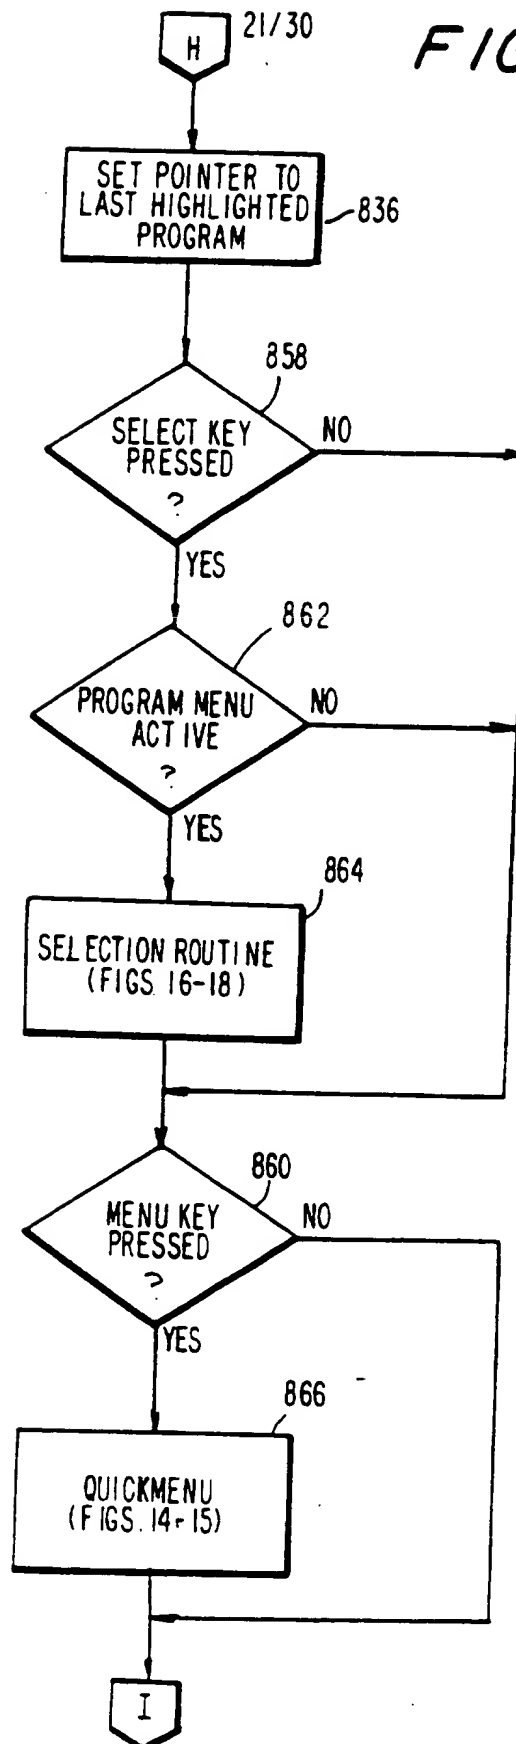 H
21/30
FIG
SET POINTER TO
LAST HIGHLIGHTED
PROGRAM
836
858
SELECT KEY
PRESSED
?
NO
YES
862
PROGRAM MENU
ACTIVE
?
NO
YES
864
SELECTION ROUTINE
(FIGS. 16-18)
860
MENU KEY
PRESSED
?
NO
YES
866
QUICKMENU
(FIGS. 14-15)
I